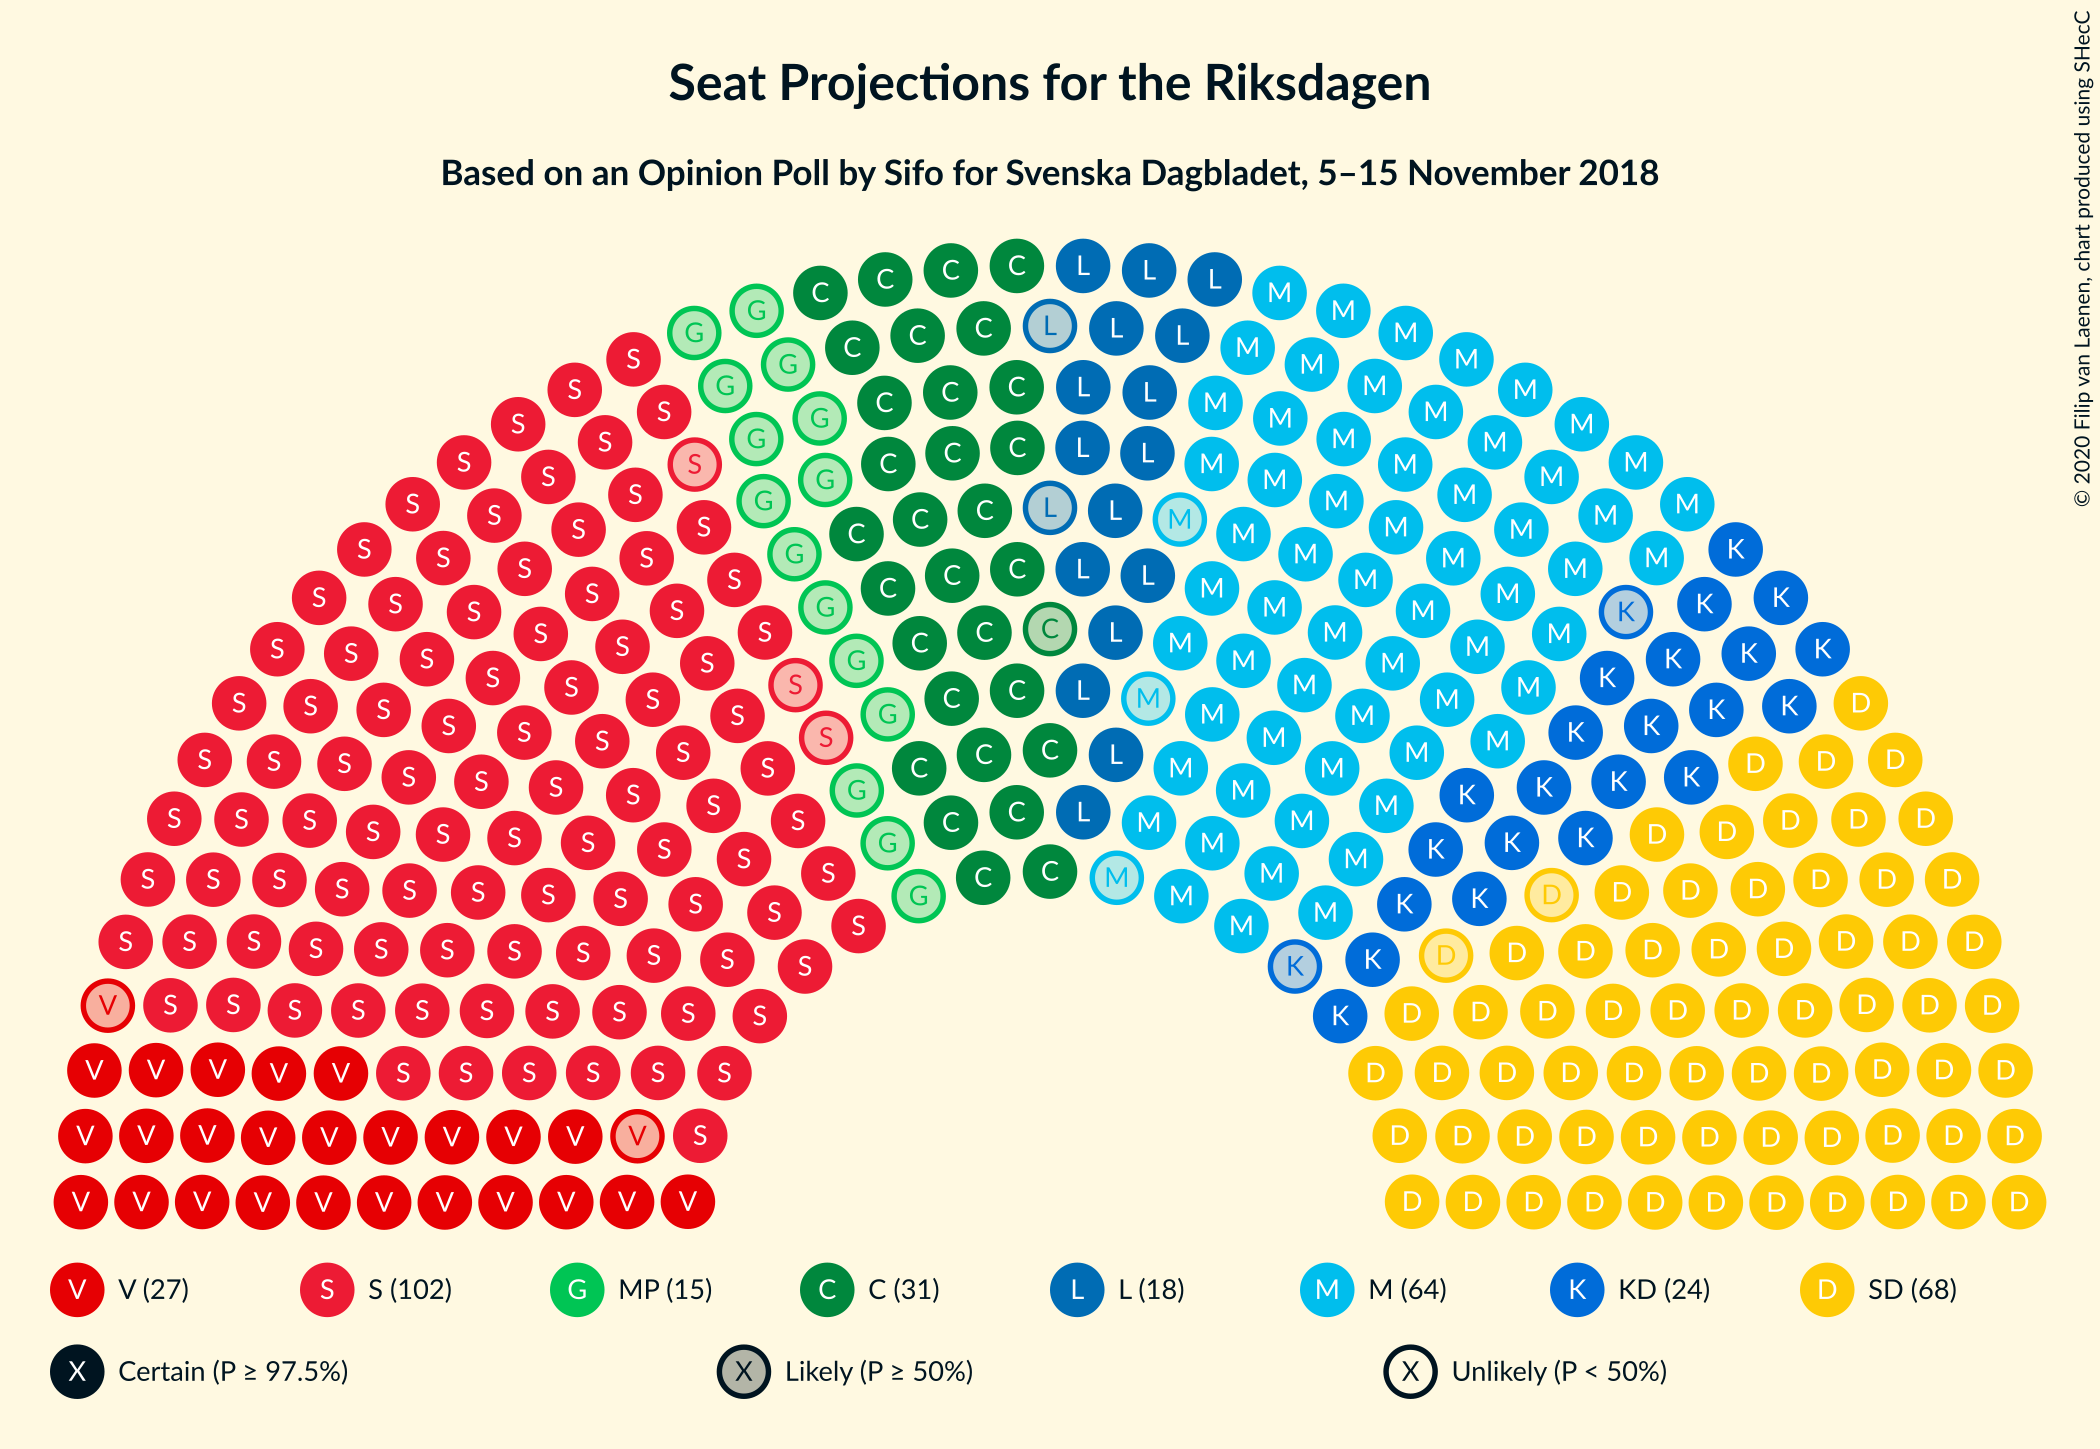 Seat Projections for the Riksdagen
Based on an Opinion Poll by Sifo for Svenska Dagbladet, 5–15 November 2018
© 2020 Filip van Laenen, chart produced using SHecC
V V (27) S S (102) G MP (15) C C (31) L L (18) M M (64) K KD (24) D SD (68)
X Certain (P ≥ 97.5%) X Likely (P ≥ 50%) X Unlikely (P < 50%)